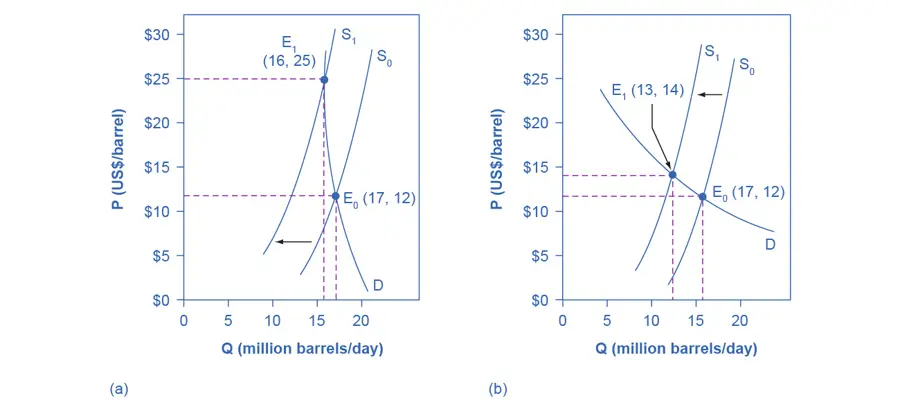 $30
$25
$20
$15
$10
$5
$0
P (US$/barrel)
E1
(16, 25)
S1
S0
E0 (17, 12)
D
0 5 10 15 20
Q (million barrels/day)
(a)
$30
$25
$20
$15
$10
$5
$0
P (US$/barrel)
S1
S0
E1 (13, 14)
E0 (17, 12)
D
0 5 10 15 20
Q (million barrels/day)
(b)